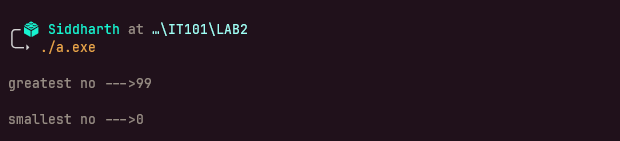 Siddharth at …\IT101\LAB2
./a.exe
greatest no --->99
smallest no --->0